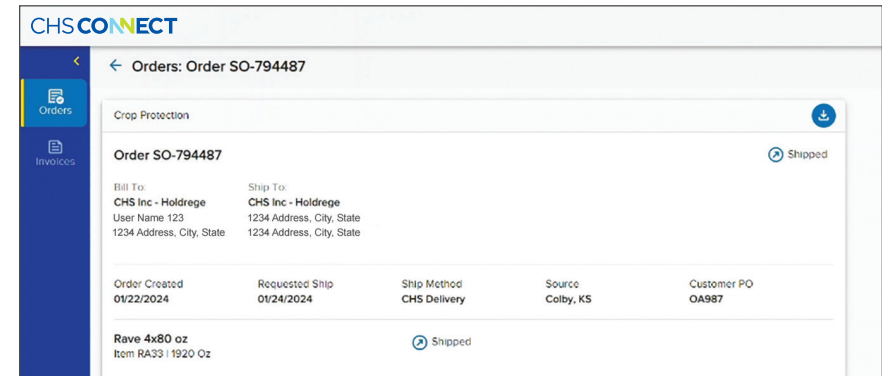 CHS CONNECT
Orders: Order SO-794487
Orders
Invoices
Crop Protection
Order SO-794487
Shipped
Bill To: Ship To:
CHS Inc - Holdrege CHS Inc - Holdrege
User Name 123 1234 Address, City, State
1234 Address, City, State 1234 Address, City, State
Order Created Requested Ship Ship Method Source Customer PO
01/22/2024 01/24/2024 CHS Delivery Colby, KS OA987
Rave 4x80 oz Shipped
Item RA33 | 1920 Oz